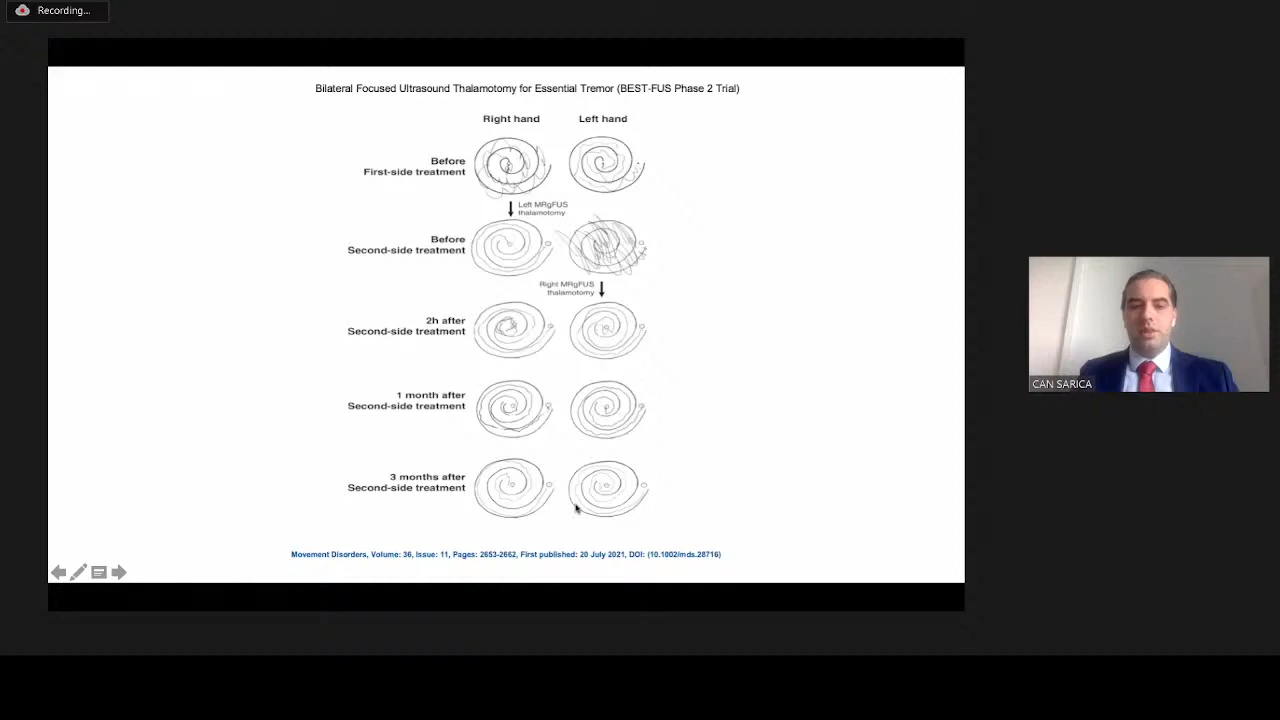 Recording...
Bilateral Focused Ultrasound Thalamotomy for Essential Tremor (BEST-FUS Phase 2 Trial)
Right hand
Left hand
Before
First-side treatment
Left MRgFUS
thalamotomy
Before
Second-side treatment
Right MRgFUS
thalamotomy
2h after
Second-side treatment
1 month after
Second-side treatment
3 months after
Second-side treatment
Movement Disorders, Volume: 36, Issue: 11, Pages: 2653-2662, First published: 20 July 2021, DOI: (10.1002/mds.28716)
CAN SARICA